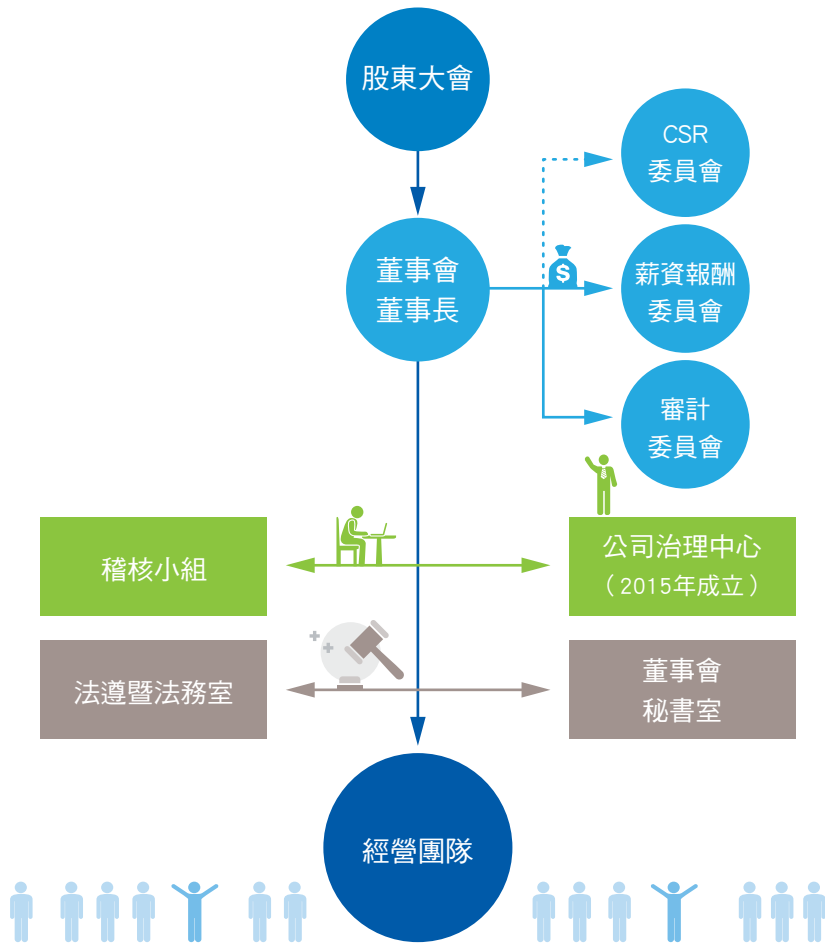 股東大會
CSR
委員會
董事會
董事長
$
薪資報酬
委員會
審計
委員會
稽核小組
公司治理中心
（2015年成立）
法遵暨法務室
董事會
秘書室
經營團隊